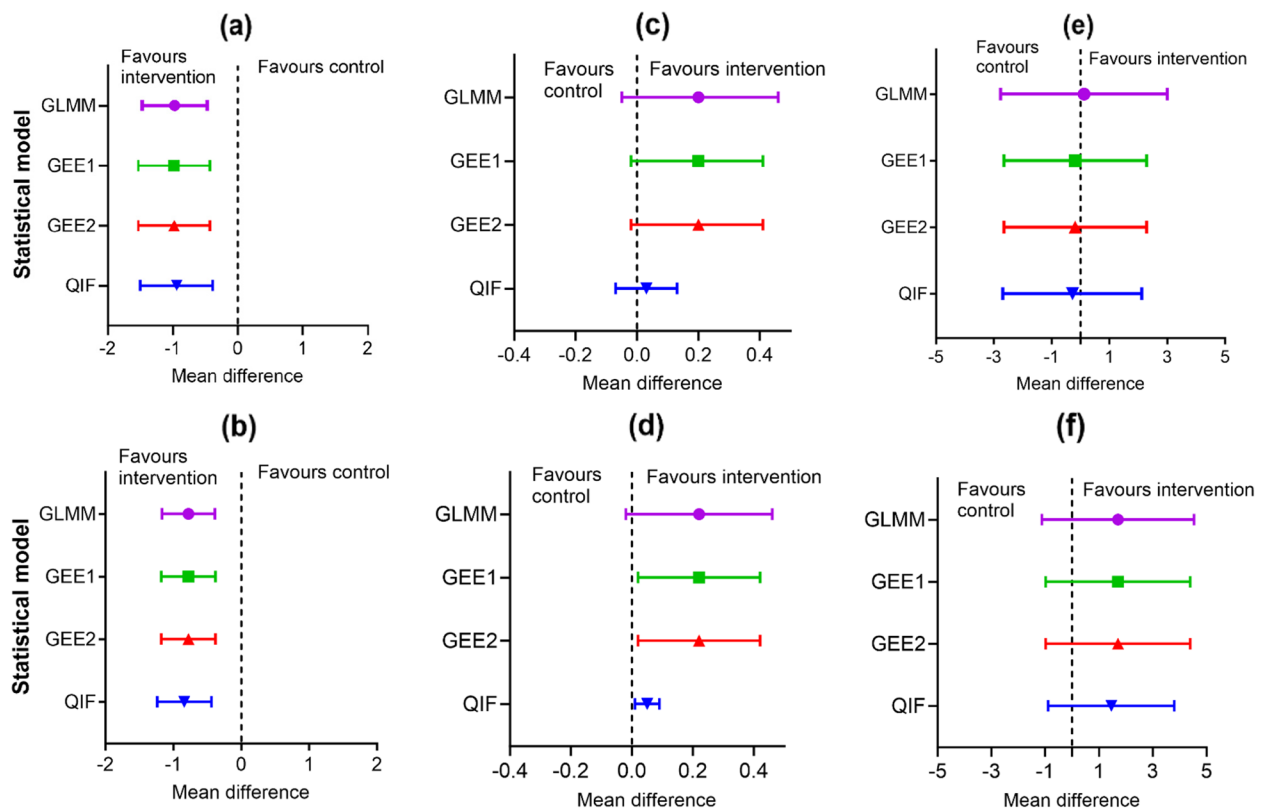 (a)
Favours
intervention
Favours control
Statistical model
GLMM
GEE1
GEE2
QIF
-2 -1 0 1 2
Mean difference
(c)
Favours
control
Favours intervention
GLMM
GEE1
GEE2
QIF
-0.4 -0.2 0.0 0.2 0.4
Mean difference
(e)
Favours
control
Favours intervention
GLMM
GEE1
GEE2
QIF
-5 -3 -1 1 3 5
Mean difference
(b)
Favours
intervention
Favours control
Statistical model
GLMM
GEE1
GEE2
QIF
-2 -1 0 1 2
Mean difference
(d)
Favours
control
Favours intervention
GLMM
GEE1
GEE2
QIF
-0.4 -0.2 0.0 0.2 0.4
Mean difference
(f)
Favours
control
Favours intervention
GLMM
GEE1
GEE2
QIF
-5 -3 -1 1 3 5
Mean difference